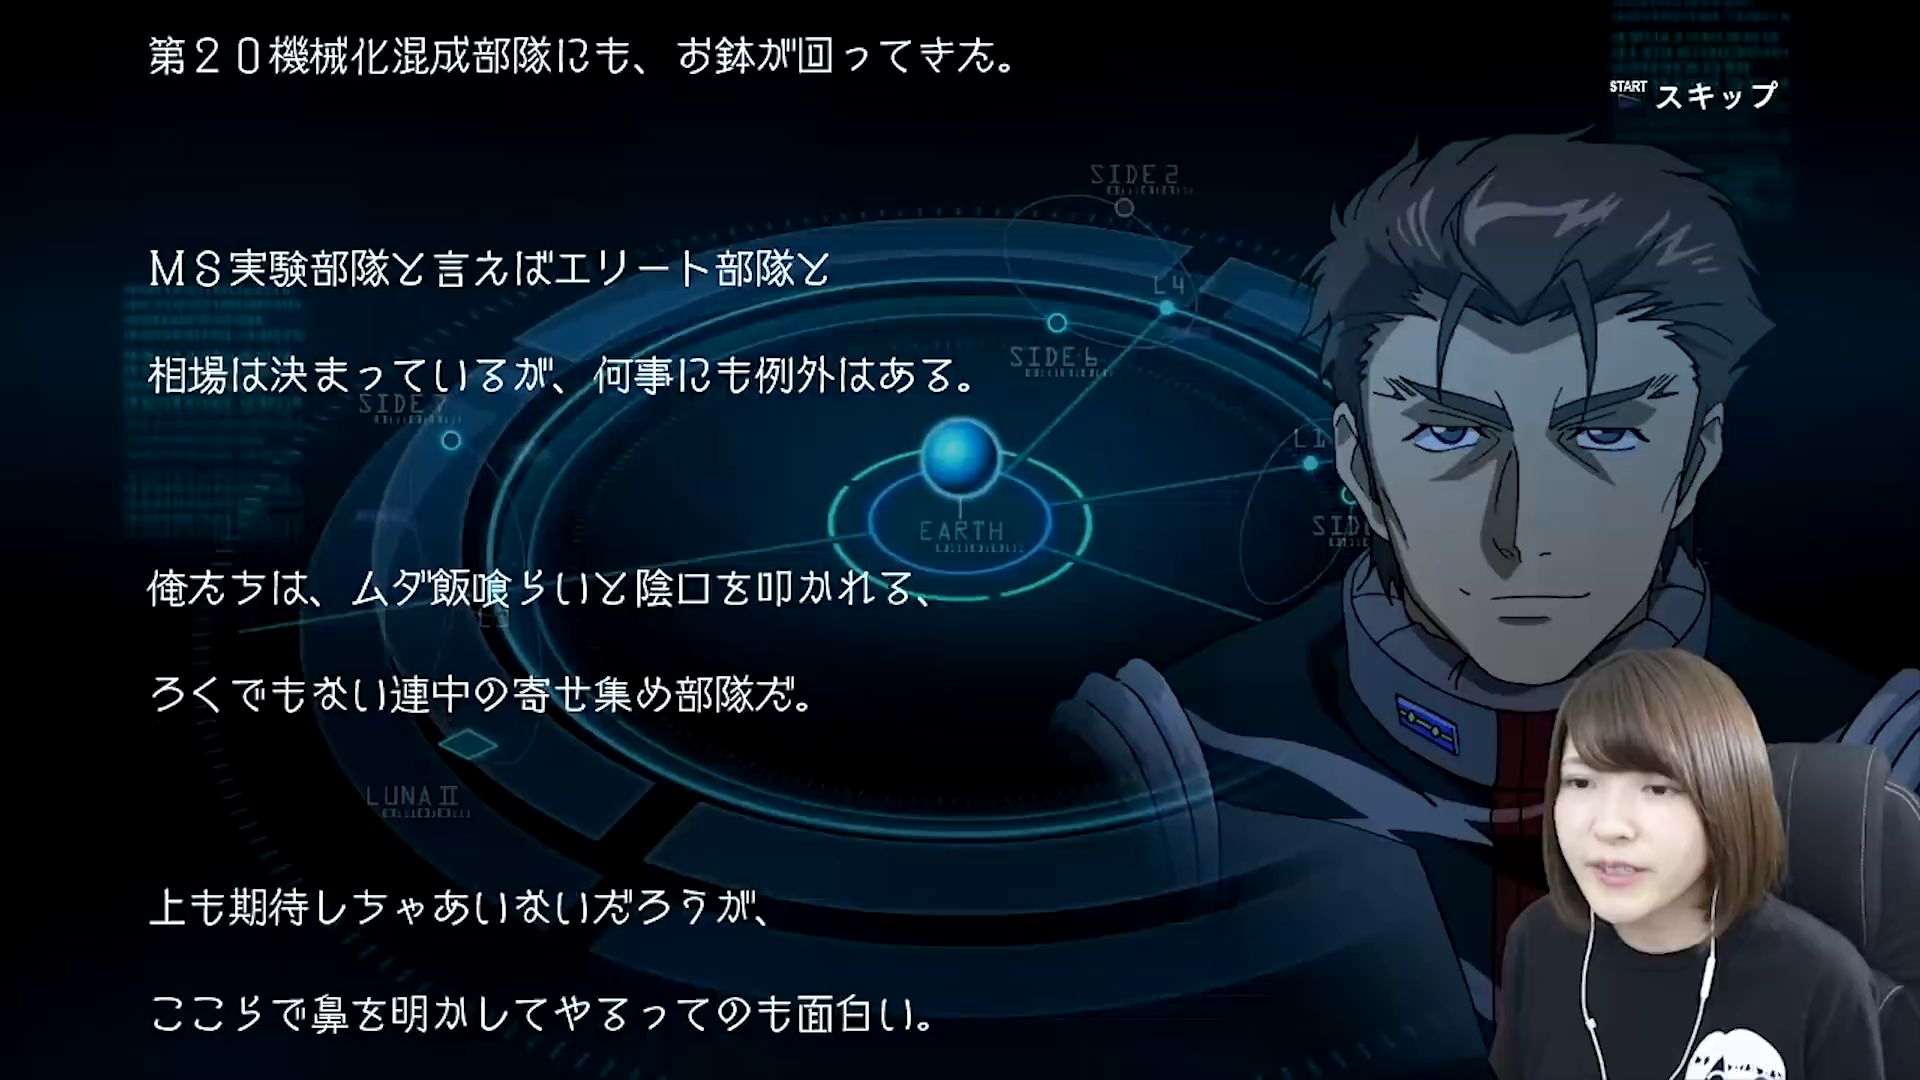 第２０機械化混成部隊にも、お鉢が回ってきた。
START スキップ
SIDE 2
ＭＳ実験部隊と言えばエリート部隊と
L4
SIDE 6
相場は決まっているが、何事にも例外はある。
SIDE 7
L1
EARTH
俺たちは、ムダ飯喰らいと陰口を叩かれる、
ろくでもない連中の寄せ集め部隊だ。
LUNA II
上も期待しちゃあいないだろうが、
ここらで鼻を明かしてやるってのも面白い。